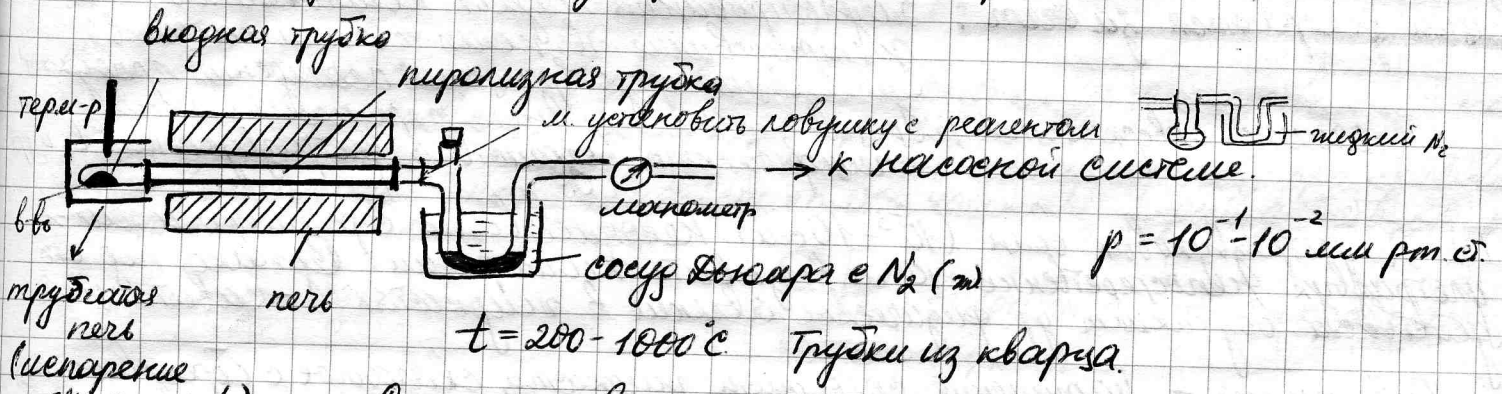 входная трубка
пиролизная трубка
терм-р
м. установить ловушку с реагентом
жидкий N₂
→ к насосной системе.
в-во
манометр
p = 10⁻¹-10⁻² мм рт. ст.
сосуд Дьюара с N₂ (ж)
трубчатая
печь
(испарение
печь
t = 200-1000°C. Трубки из кварца.